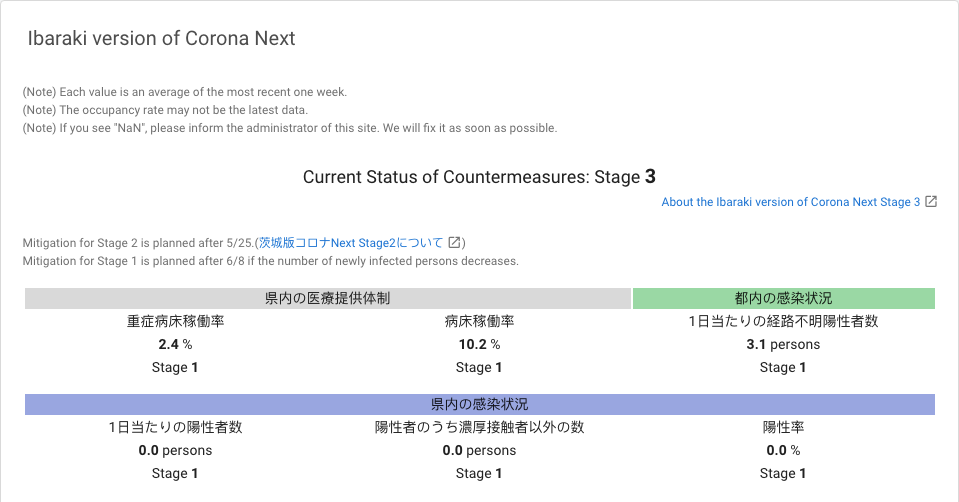 Ibaraki version of Corona Next
(Note) Each value is an average of the most recent one week.
(Note) The occupancy rate may not be the latest data.
(Note) If you see "NaN", please inform the administrator of this site. We will fix it as soon as possible.
Current Status of Countermeasures: Stage 3
About the Ibaraki version of Corona Next Stage 3
Mitigation for Stage 2 is planned after 5/25.(茨城版コロナNext Stage2について)
Mitigation for Stage 1 is planned after 6/8 if the number of newly infected persons decreases.
県内の医療提供体制 都内の感染状況
重症病床稼働率 病床稼働率 1日当たりの経路不明陽性者数
2.4 % 10.2 % 3.1 persons
Stage 1 Stage 1 Stage 1
県内の感染状況
1日当たりの陽性者数 陽性者のうち濃厚接触者以外の数 陽性率
0.0 persons 0.0 persons 0.0 %
Stage 1 Stage 1 Stage 1